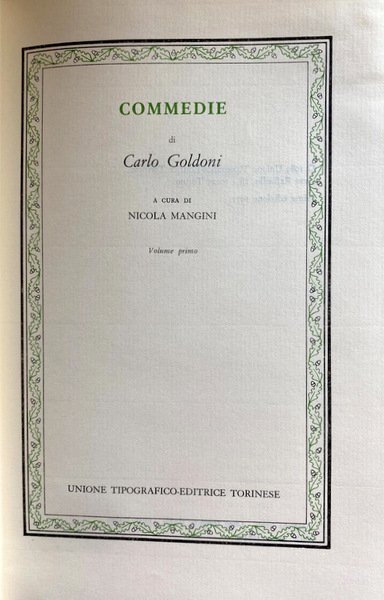 COMMEDIE
di
Carlo Goldoni
A CURA DI
NICOLA MANGINI
Volume primo
UNIONE TIPOGRAFICO-EDITRICE TORINESE